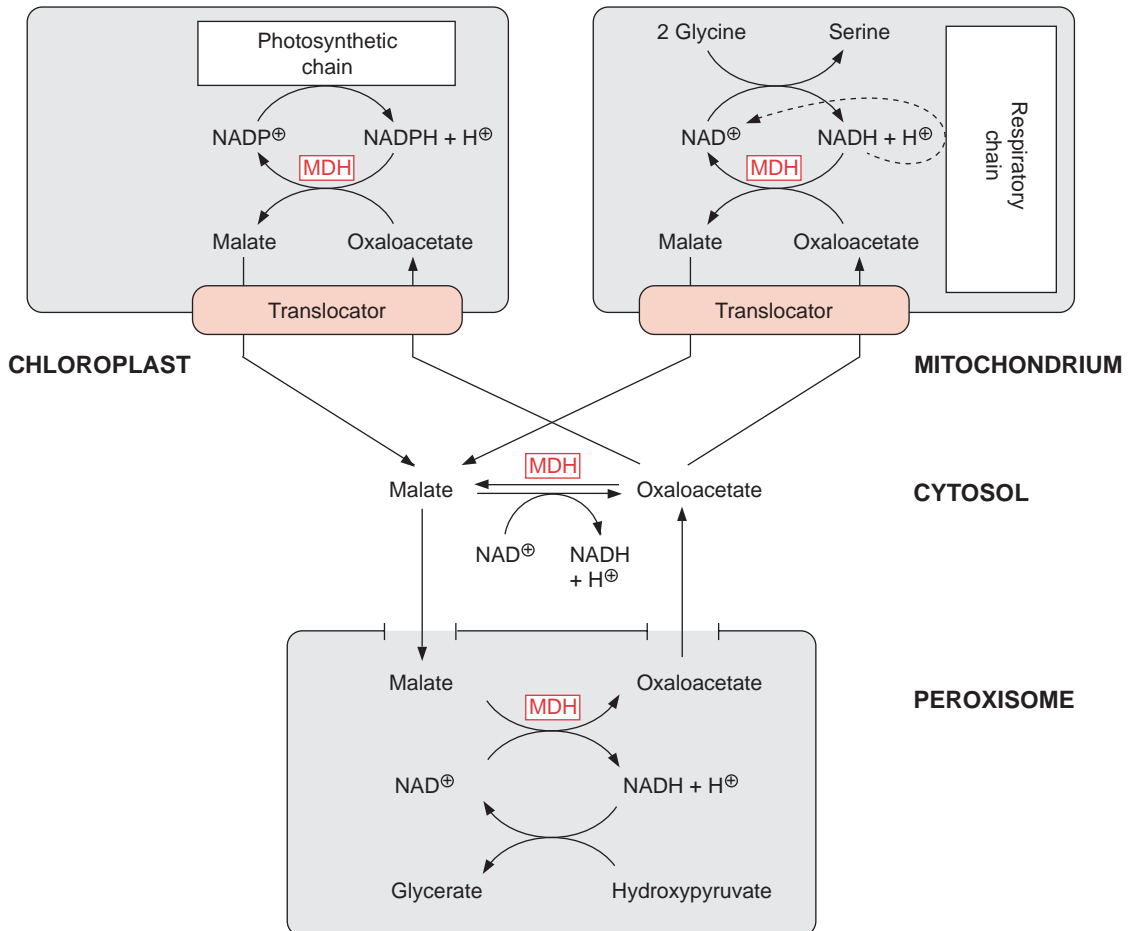 Photosynthetic
chain
NADP⊕
NADPH + H⊕
MDH
Malate
Oxaloacetate
Translocator
CHLOROPLAST
2 Glycine
Serine
NAD⊕
NADH + H⊕
MDH
Malate
Oxaloacetate
Respiratory
chain
Translocator
MITOCHONDRIUM
MDH
Malate
Oxaloacetate
NAD⊕
NADH
+ H⊕
CYTOSOL
Malate
Oxaloacetate
MDH
NAD⊕
NADH + H⊕
Glycerate
Hydroxypyruvate
PEROXISOME